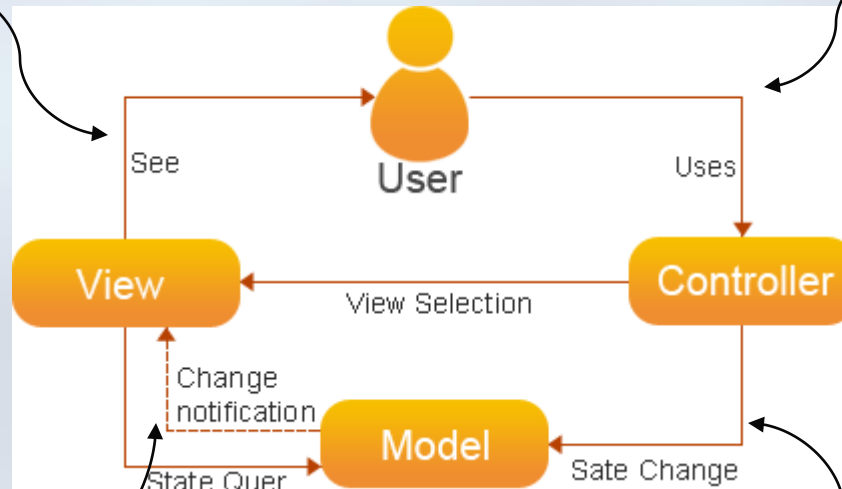 See
User
Uses
View
View Selection
Controller
Change
notification
Model
State Quer
Sate Change